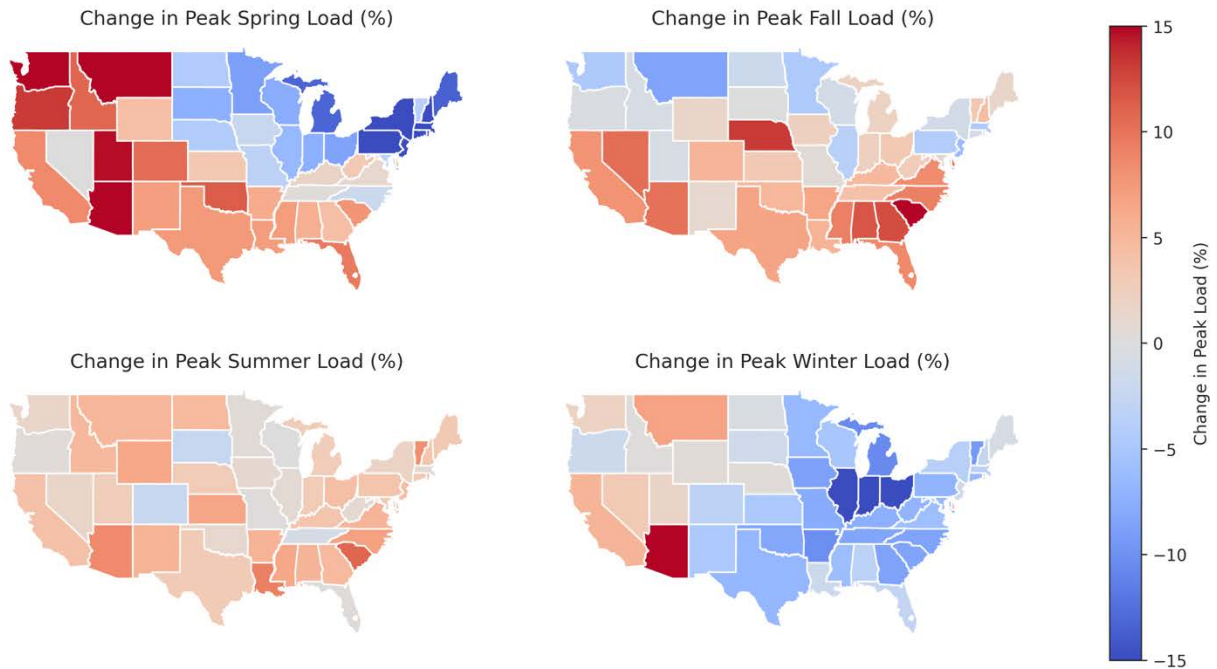 Change in Peak Spring Load (%)
Change in Peak Fall Load (%)
Change in Peak Summer Load (%)
Change in Peak Winter Load (%)
15
10
5
0
−5
−10
−15
Change in Peak Load (%)